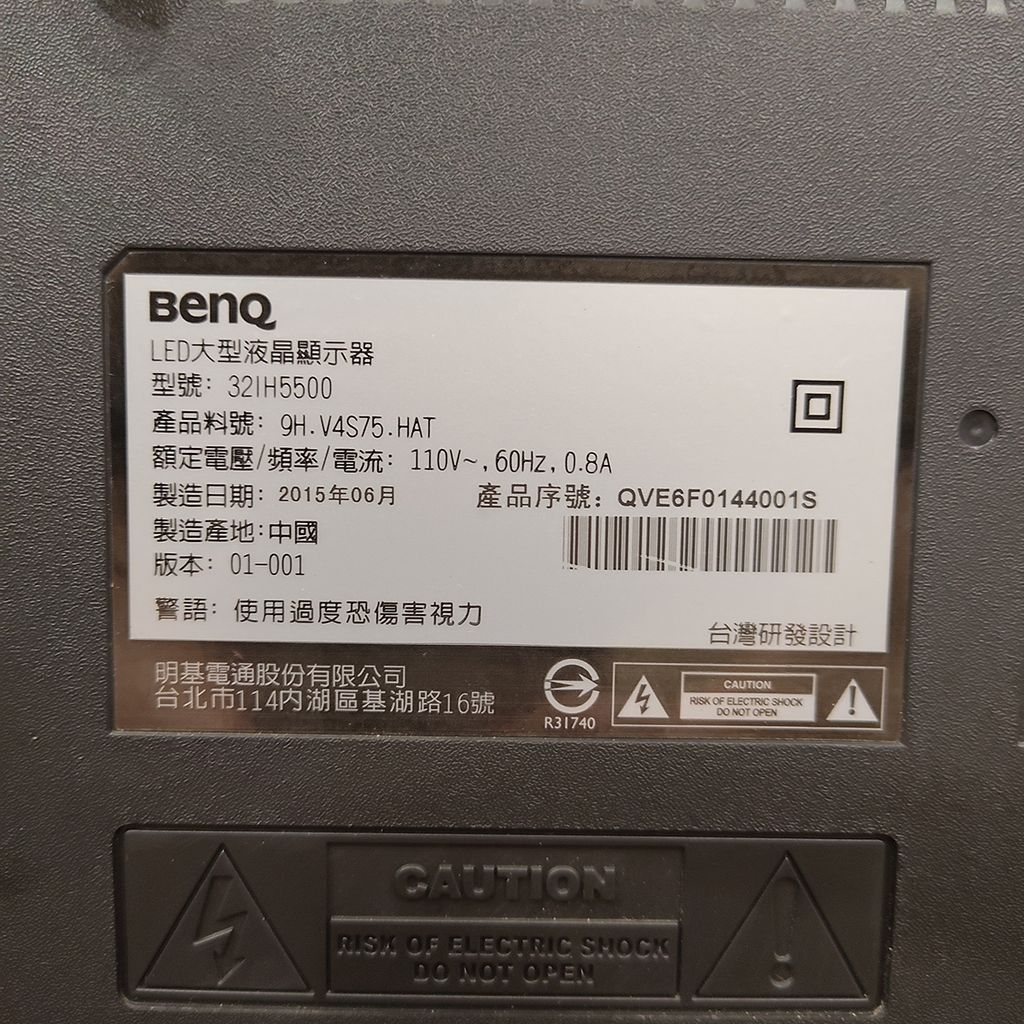 BenQ
LED大型液晶顯示器
型號: 32IH5500
產品料號: 9H.V4S75.HAT
額定電壓/頻率/電流: 110V~, 60Hz, 0.8A
製造日期: 2015年06月 產品序號: QVE6F0144001S
製造產地:中國
版本: 01-001
警語: 使用過度恐傷害視力
台灣研發設計
明基電通股份有限公司
台北市114內湖區基湖路16號
R31740
CAUTION
RISK OF ELECTRIC SHOCK
DO NOT OPEN
CAUTION
RISK OF ELECTRIC SHOCK
DO NOT OPEN